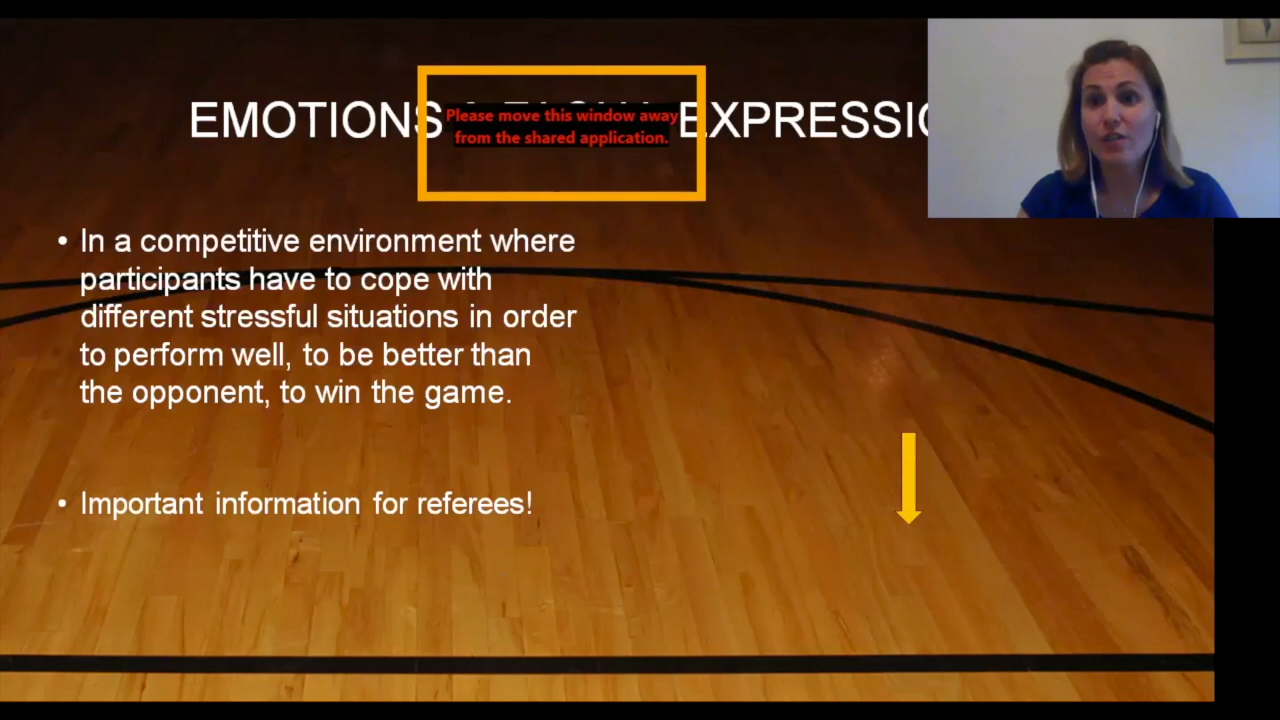 EMOTIONS EXPRESSIO
Please move this window away
from the shared application.
• In a competitive environment where
participants have to cope with
different stressful situations in order
to perform well, to be better than
the opponent, to win the game.
• Important information for referees!